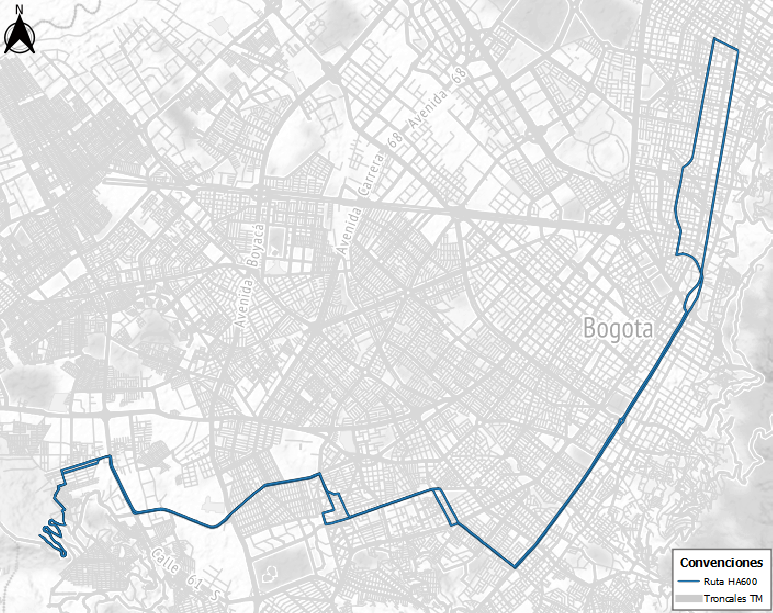 N
Avenida 68
Avenida Carrera 68
Avenida Boyacá
Bogota
Calle 61 S
Convenciones
Ruta HA600
Troncales TM